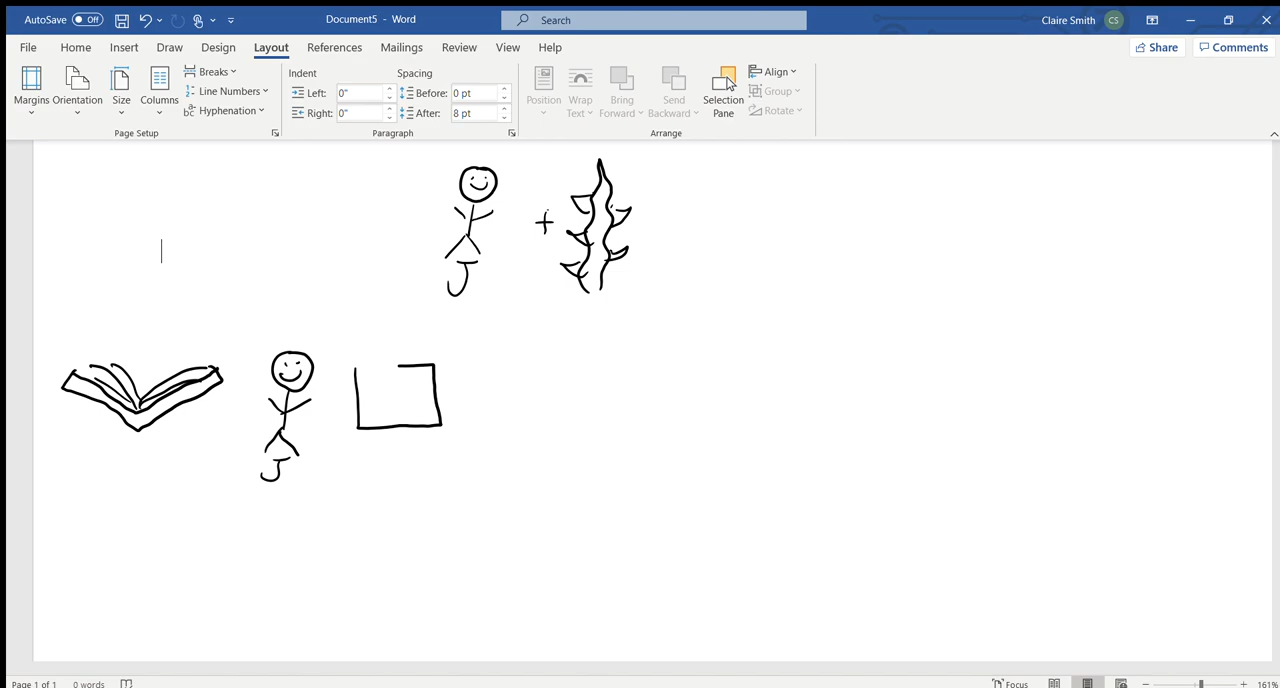 AutoSave Off Document5 - Word Search Claire Smith CS
File Home Insert Draw Design Layout References Mailings Review View Help Share Comments
Margins Orientation Size Columns Breaks Line Numbers Hyphenation
Page Setup
Indent Spacing
Left: 0" Before: 0 pt
Right: 0" After: 8 pt
Paragraph
Position Wrap Text Bring Forward Send Backward Selection Pane Align Group Rotate
Arrange
+
J
J
Page 1 of 1 0 words Focus 161%